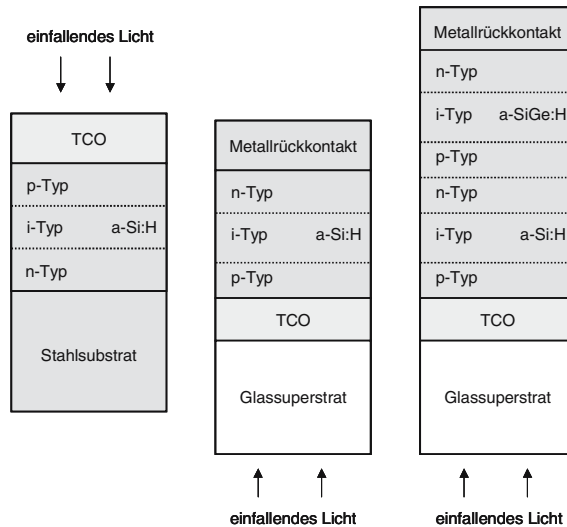 einfallendes Licht
TCO
p-Typ
i-Typ a-Si:H
n-Typ
Stahlsubstrat
Metallrückkontakt
n-Typ
i-Typ a-Si:H
p-Typ
TCO
Glassuperstrat
einfallendes Licht
Metallrückkontakt
n-Typ
i-Typ a-SiGe:H
p-Typ
n-Typ
i-Typ a-Si:H
p-Typ
TCO
Glassuperstrat
einfallendes Licht